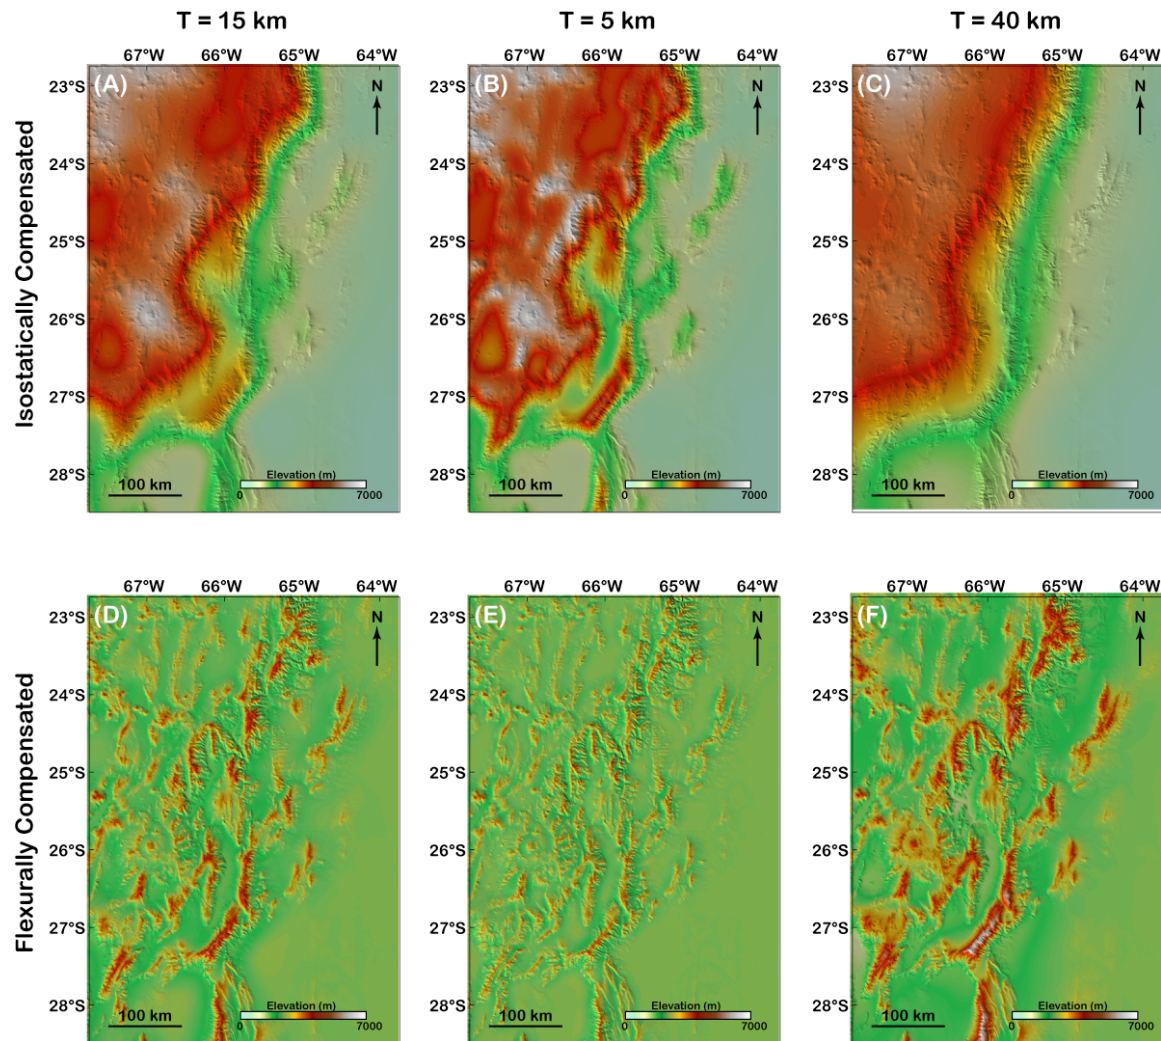 T = 15 km T = 5 km T = 40 km
67°W 66°W 65°W 64°W 67°W 66°W 65°W 64°W 67°W 66°W 65°W 64°W
Isostatically Compensated
(A) N (B) N (C) N
23°S 23°S 23°S
24°S 24°S 24°S
25°S 25°S 25°S
26°S 26°S 26°S
27°S 27°S 27°S
28°S 28°S 28°S
Elevation (m) Elevation (m) Elevation (m)
100 km 0 7000 100 km 0 7000 100 km 0 7000
67°W 66°W 65°W 64°W 67°W 66°W 65°W 64°W 67°W 66°W 65°W 64°W
Flexurally Compensated
(D) N (E) N (F) N
23°S 23°S 23°S
24°S 24°S 24°S
25°S 25°S 25°S
26°S 26°S 26°S
27°S 27°S 27°S
28°S 28°S 28°S
Elevation (m) Elevation (m) Elevation (m)
100 km 0 7000 100 km 0 7000 100 km 0 7000